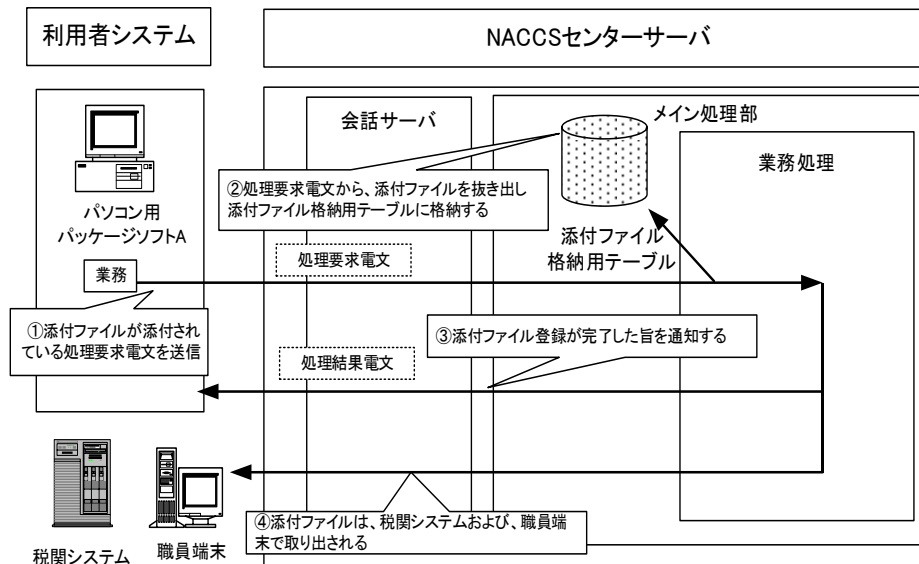 利用者システム
NACCSセンターサーバ
会話サーバ
メイン処理部
業務処理
パソコン用
パッケージソフトA
②処理要求電文から、添付ファイルを抜き出し
添付ファイル格納用テーブルに格納する
添付ファイル
格納用テーブル
処理要求電文
業務
①添付ファイルが添付され
ている処理要求電文を送信
③添付ファイル登録が完了した旨を通知する
処理結果電文
④添付ファイルは、税関システムおよび、職員端
末で取り出される
税関システム
職員端末